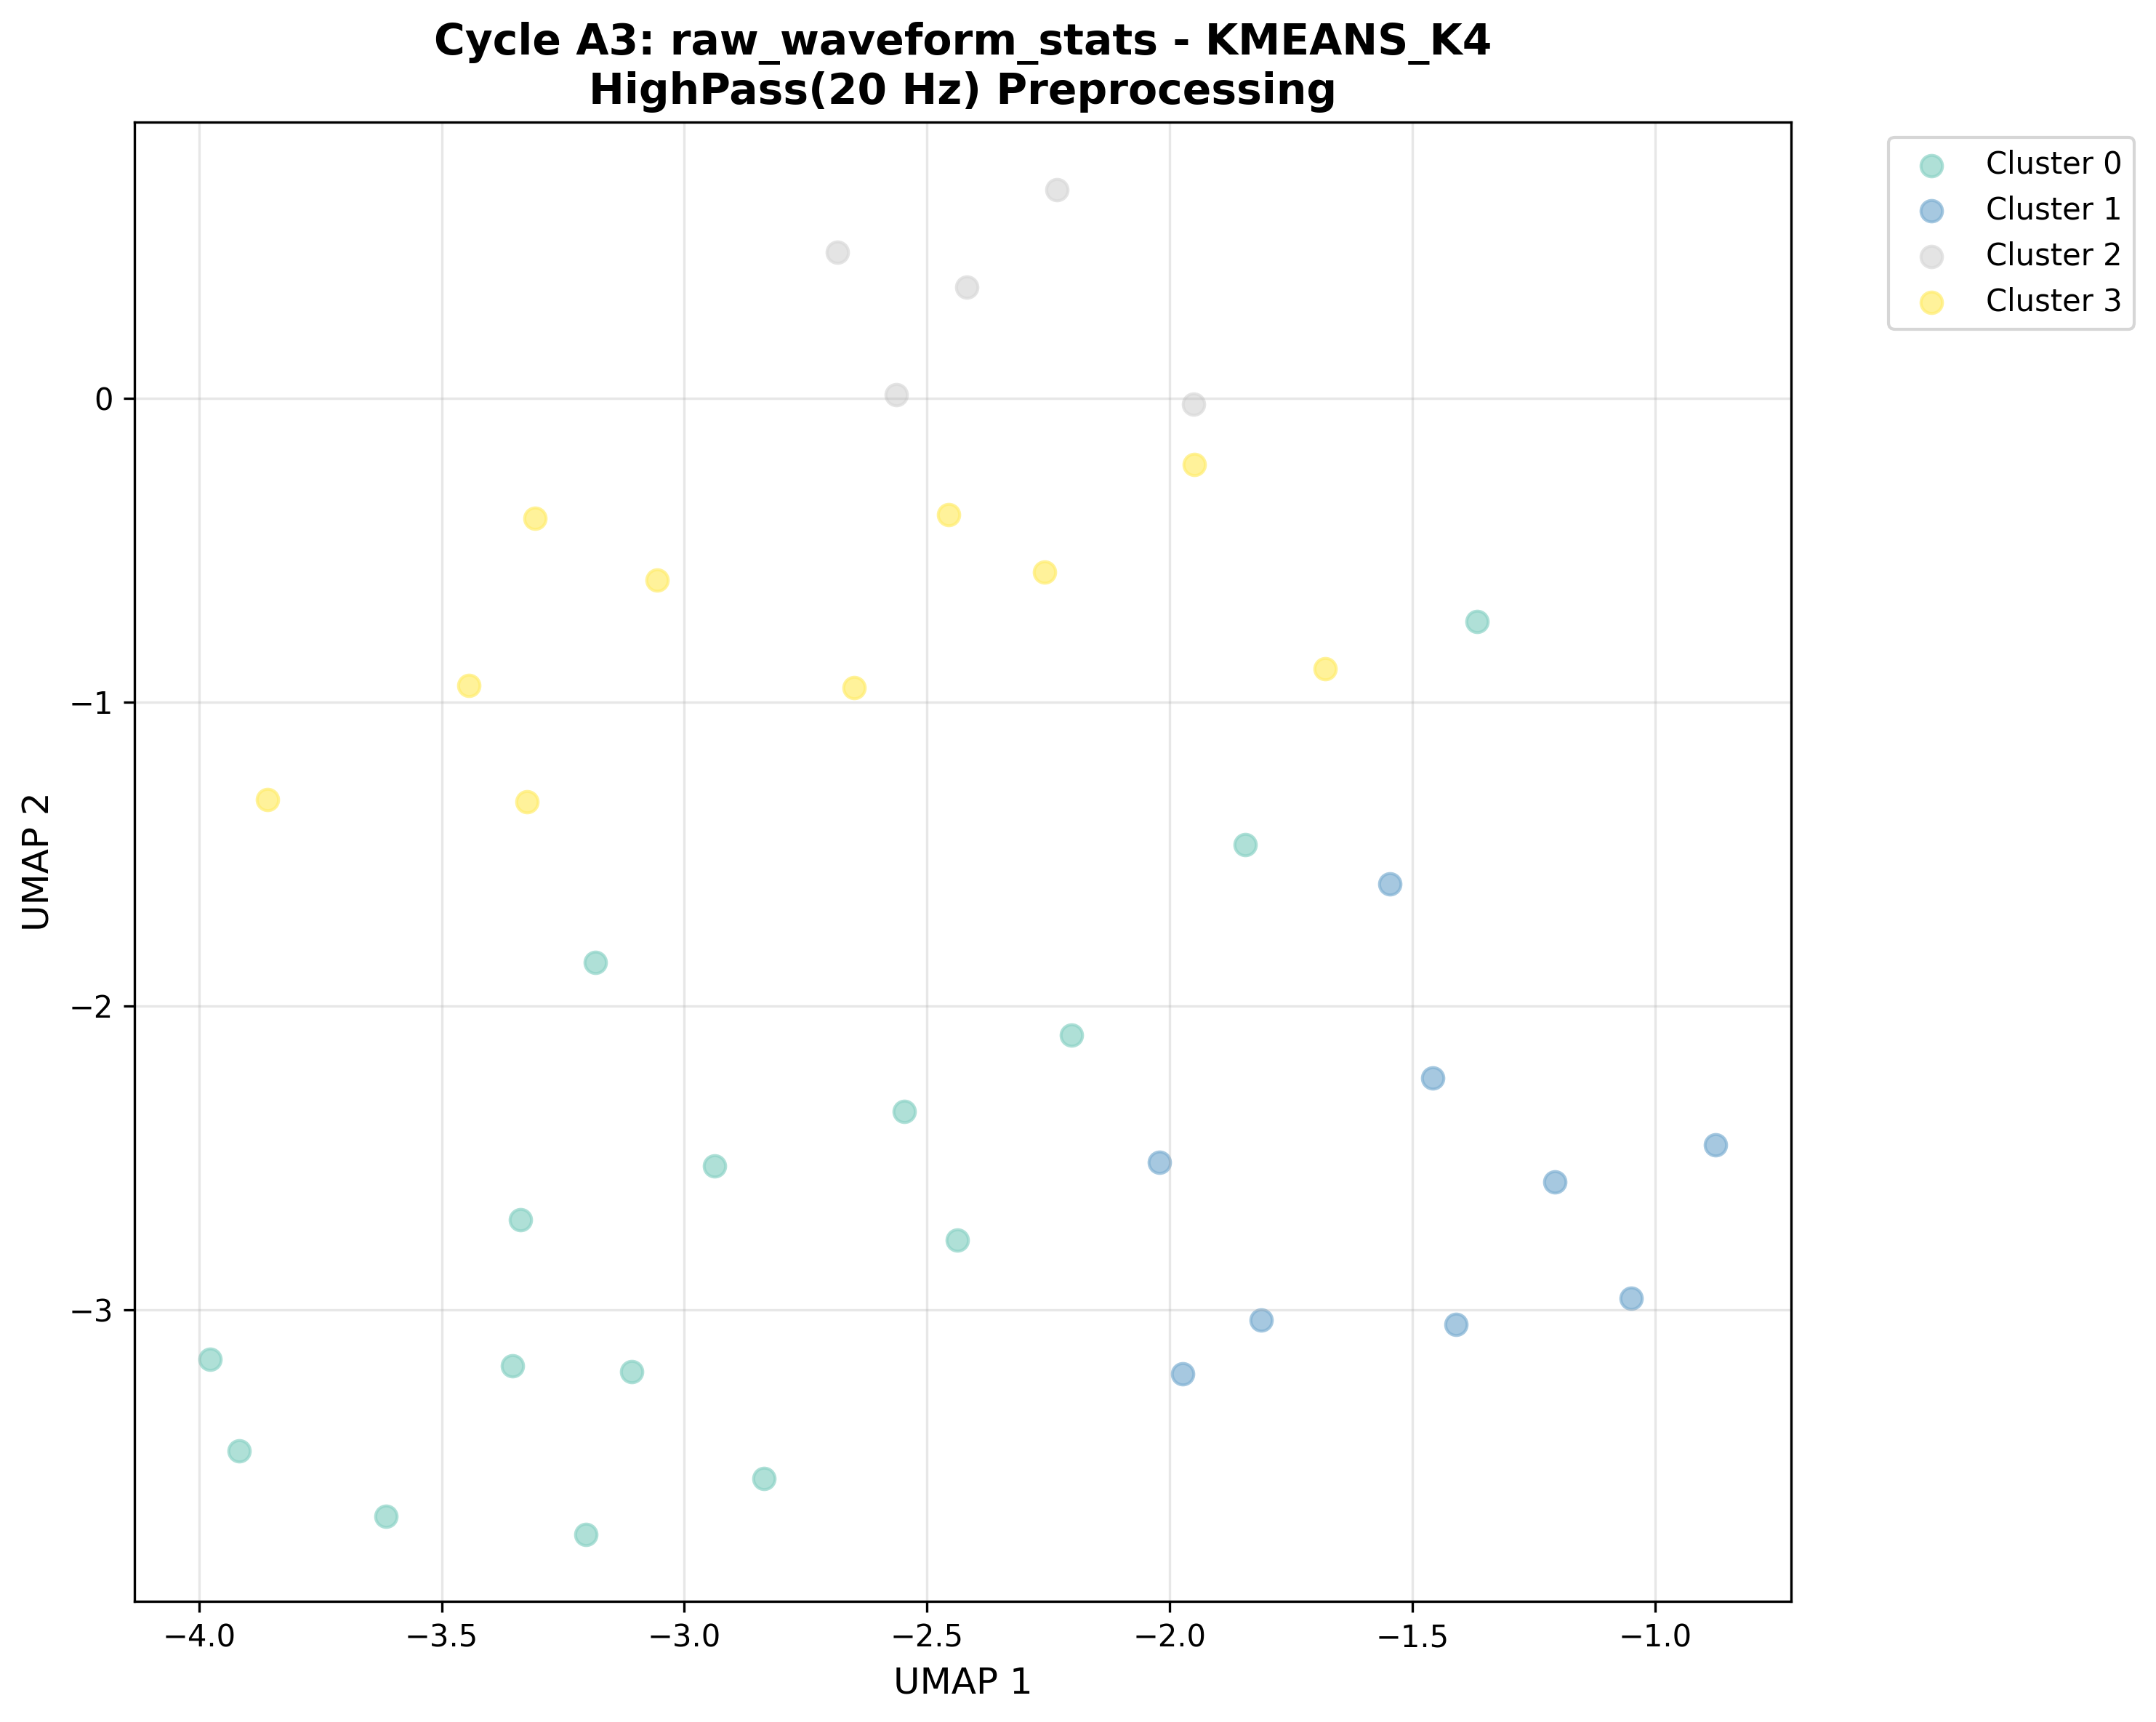 Cycle A3: raw_waveform_stats - KMEANS_K4
HighPass(20 Hz) Preprocessing
Cluster 0
Cluster 1
Cluster 2
Cluster 3
0
−1
−2
−3
UMAP 2
−4.0 −3.5 −3.0 −2.5 −2.0 −1.5 −1.0
UMAP 1